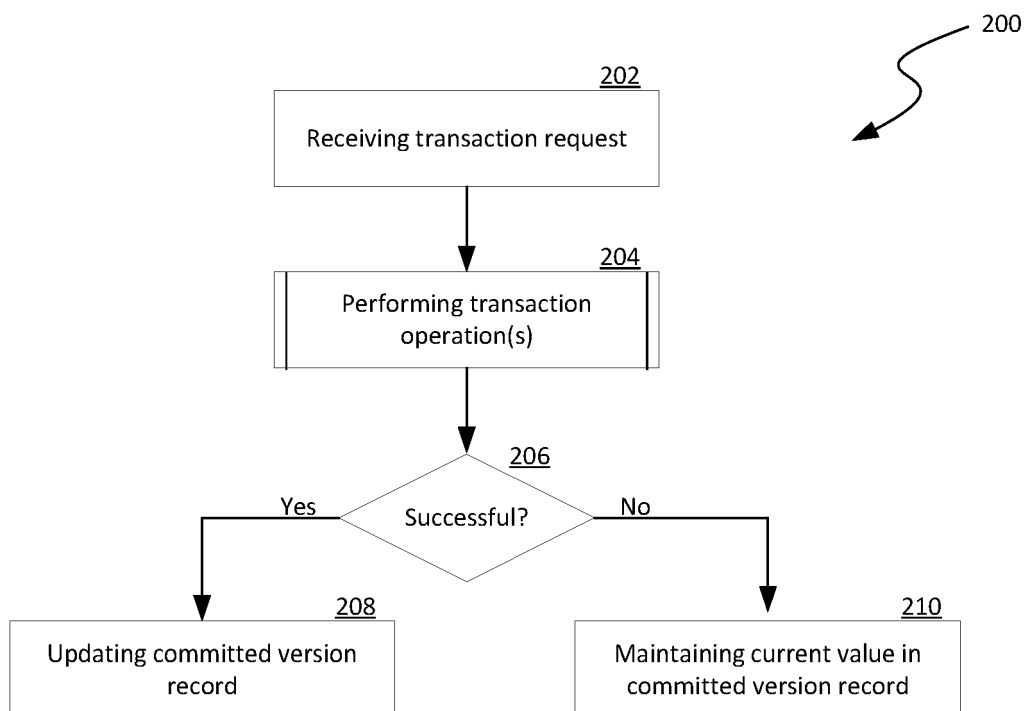 200
202
Receiving transaction request
204
Performing transaction
operation(s)
206
Yes
Successful?
No
208
Updating committed version
record
210
Maintaining current value in
committed version record